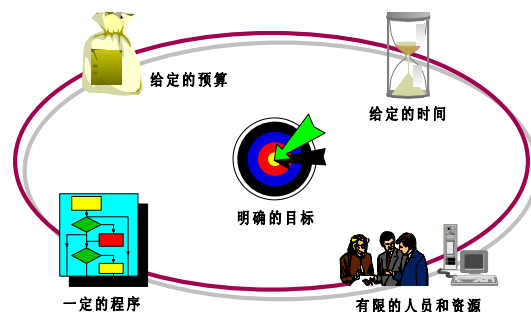 给定的预算
给定的时间
明确的目标
一定的程序
有限的人员和资源